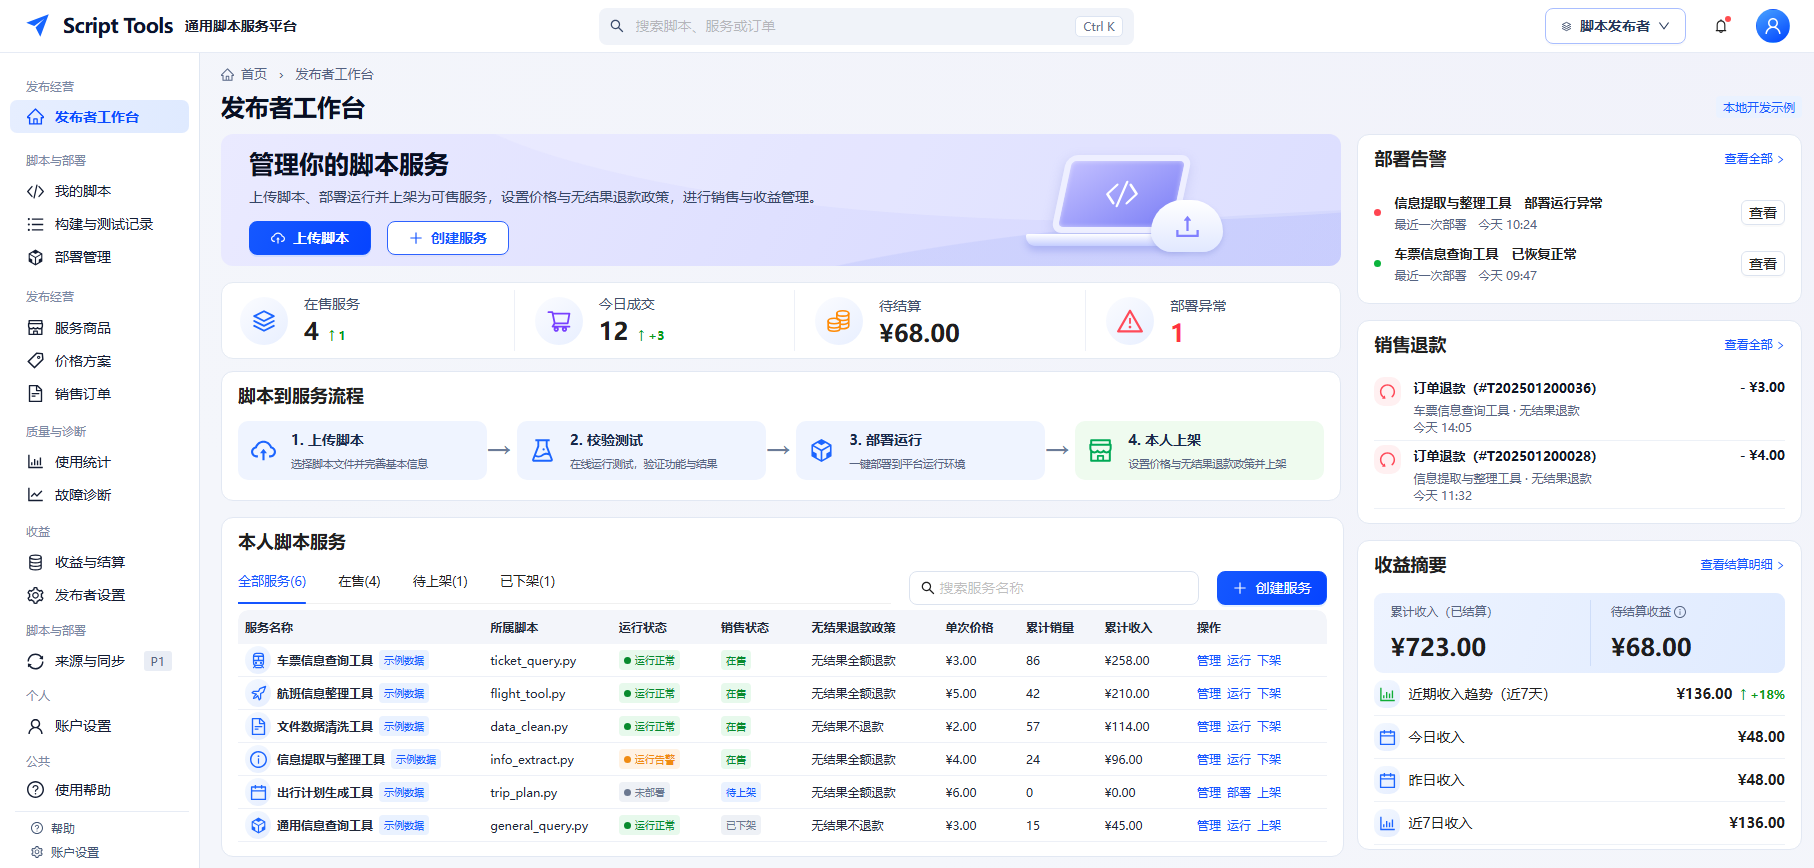 Script Tools 通用脚本服务平台
搜索脚本、服务或订单 Ctrl K
脚本发布者
发布经营
发布者工作台
脚本与部署
我的脚本
构建与测试记录
部署管理
发布经营
服务商品
价格方案
销售订单
质量与诊断
使用统计
故障诊断
收益
收益与结算
发布者设置
脚本与部署
来源与同步 P1
个人
账户设置
公共
使用帮助
帮助
账户设置
首页 › 发布者工作台
发布者工作台
本地开发示例
管理你的脚本服务
上传脚本、部署运行并上架为可售服务，设置价格与无结果退款政策，进行销售与收益管理。
上传脚本 + 创建服务
在售服务
4 ↑ 1
今日成交
12 ↑ +3
待结算
¥68.00
部署异常
1
脚本到服务流程
1. 上传脚本
选择脚本文件并完善基本信息
2. 校验测试
在线运行测试，验证功能与结果
3. 部署运行
一键部署到平台运行环境
4. 本人上架
设置价格与无结果退款政策并上架
本人脚本服务
全部服务(6) 在售(4) 待上架(1) 已下架(1)
搜索服务名称
+ 创建服务
服务名称 所属脚本 运行状态 销售状态 无结果退款政策 单次价格 累计销量 累计收入 操作
车票信息查询工具 示例数据 ticket_query.py 运行正常 在售 无结果全额退款 ¥3.00 86 ¥258.00 管理 运行 下架
航班信息整理工具 示例数据 flight_tool.py 运行正常 在售 无结果全额退款 ¥5.00 42 ¥210.00 管理 运行 下架
文件数据清洗工具 示例数据 data_clean.py 运行正常 在售 无结果不退款 ¥2.00 57 ¥114.00 管理 运行 下架
信息提取与整理工具 示例数据 info_extract.py 运行告警 在售 无结果全额退款 ¥4.00 24 ¥96.00 管理 运行 下架
出行计划生成工具 示例数据 trip_plan.py 未部署 待上架 无结果全额退款 ¥6.00 0 ¥0.00 管理 部署 上架
通用信息查询工具 示例数据 general_query.py 运行正常 已下架 无结果不退款 ¥3.00 15 ¥45.00 管理 运行 上架
部署告警 查看全部 >
信息提取与整理工具 部署运行异常
最近一次部署 今天 10:24
查看
车票信息查询工具 已恢复正常
最近一次部署 今天 09:47
查看
销售退款 查看全部 >
订单退款（#T202501200036） - ¥3.00
车票信息查询工具 · 无结果退款
今天 14:05
订单退款（#T202501200028） - ¥4.00
信息提取与整理工具 · 无结果退款
今天 11:32
收益摘要 查看结算明细 >
累计收入（已结算）
¥723.00
待结算收益
¥68.00
近期收入趋势（近7天） ¥136.00 ↑ +18%
今日收入 ¥48.00
昨日收入 ¥48.00
近7日收入 ¥136.00